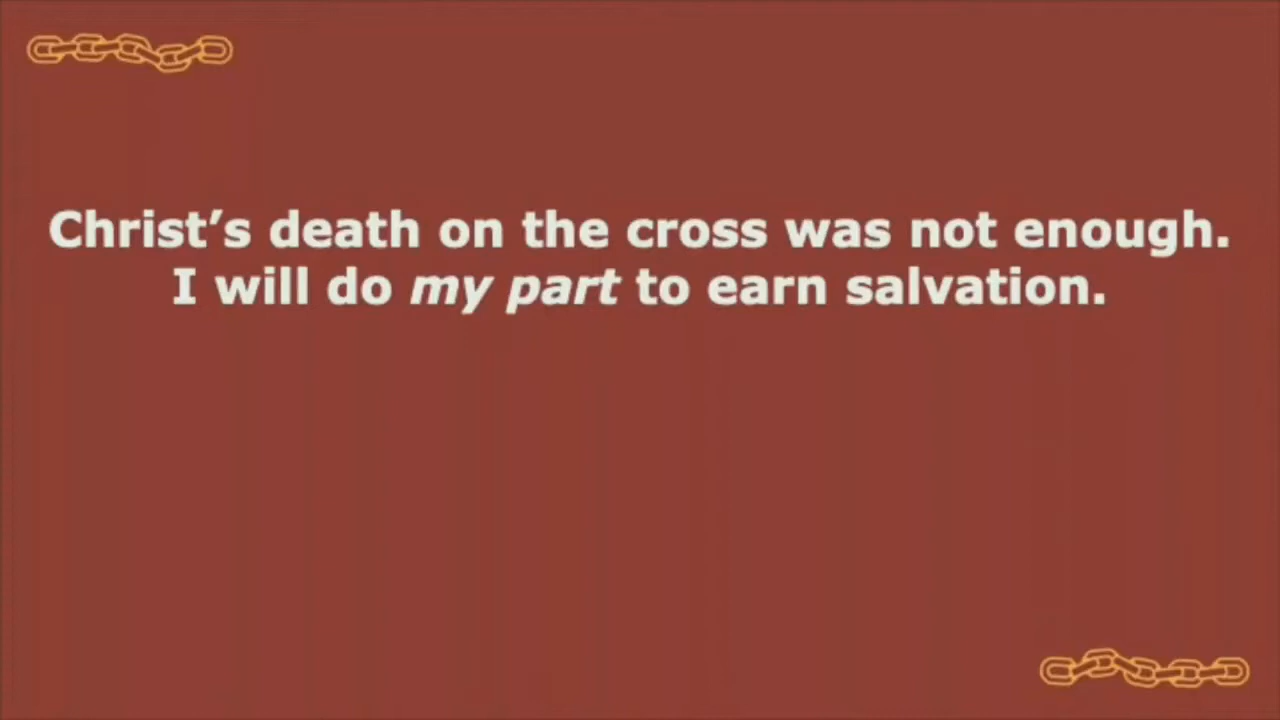 Christ’s death on the cross was not enough.
I will do my part to earn salvation.